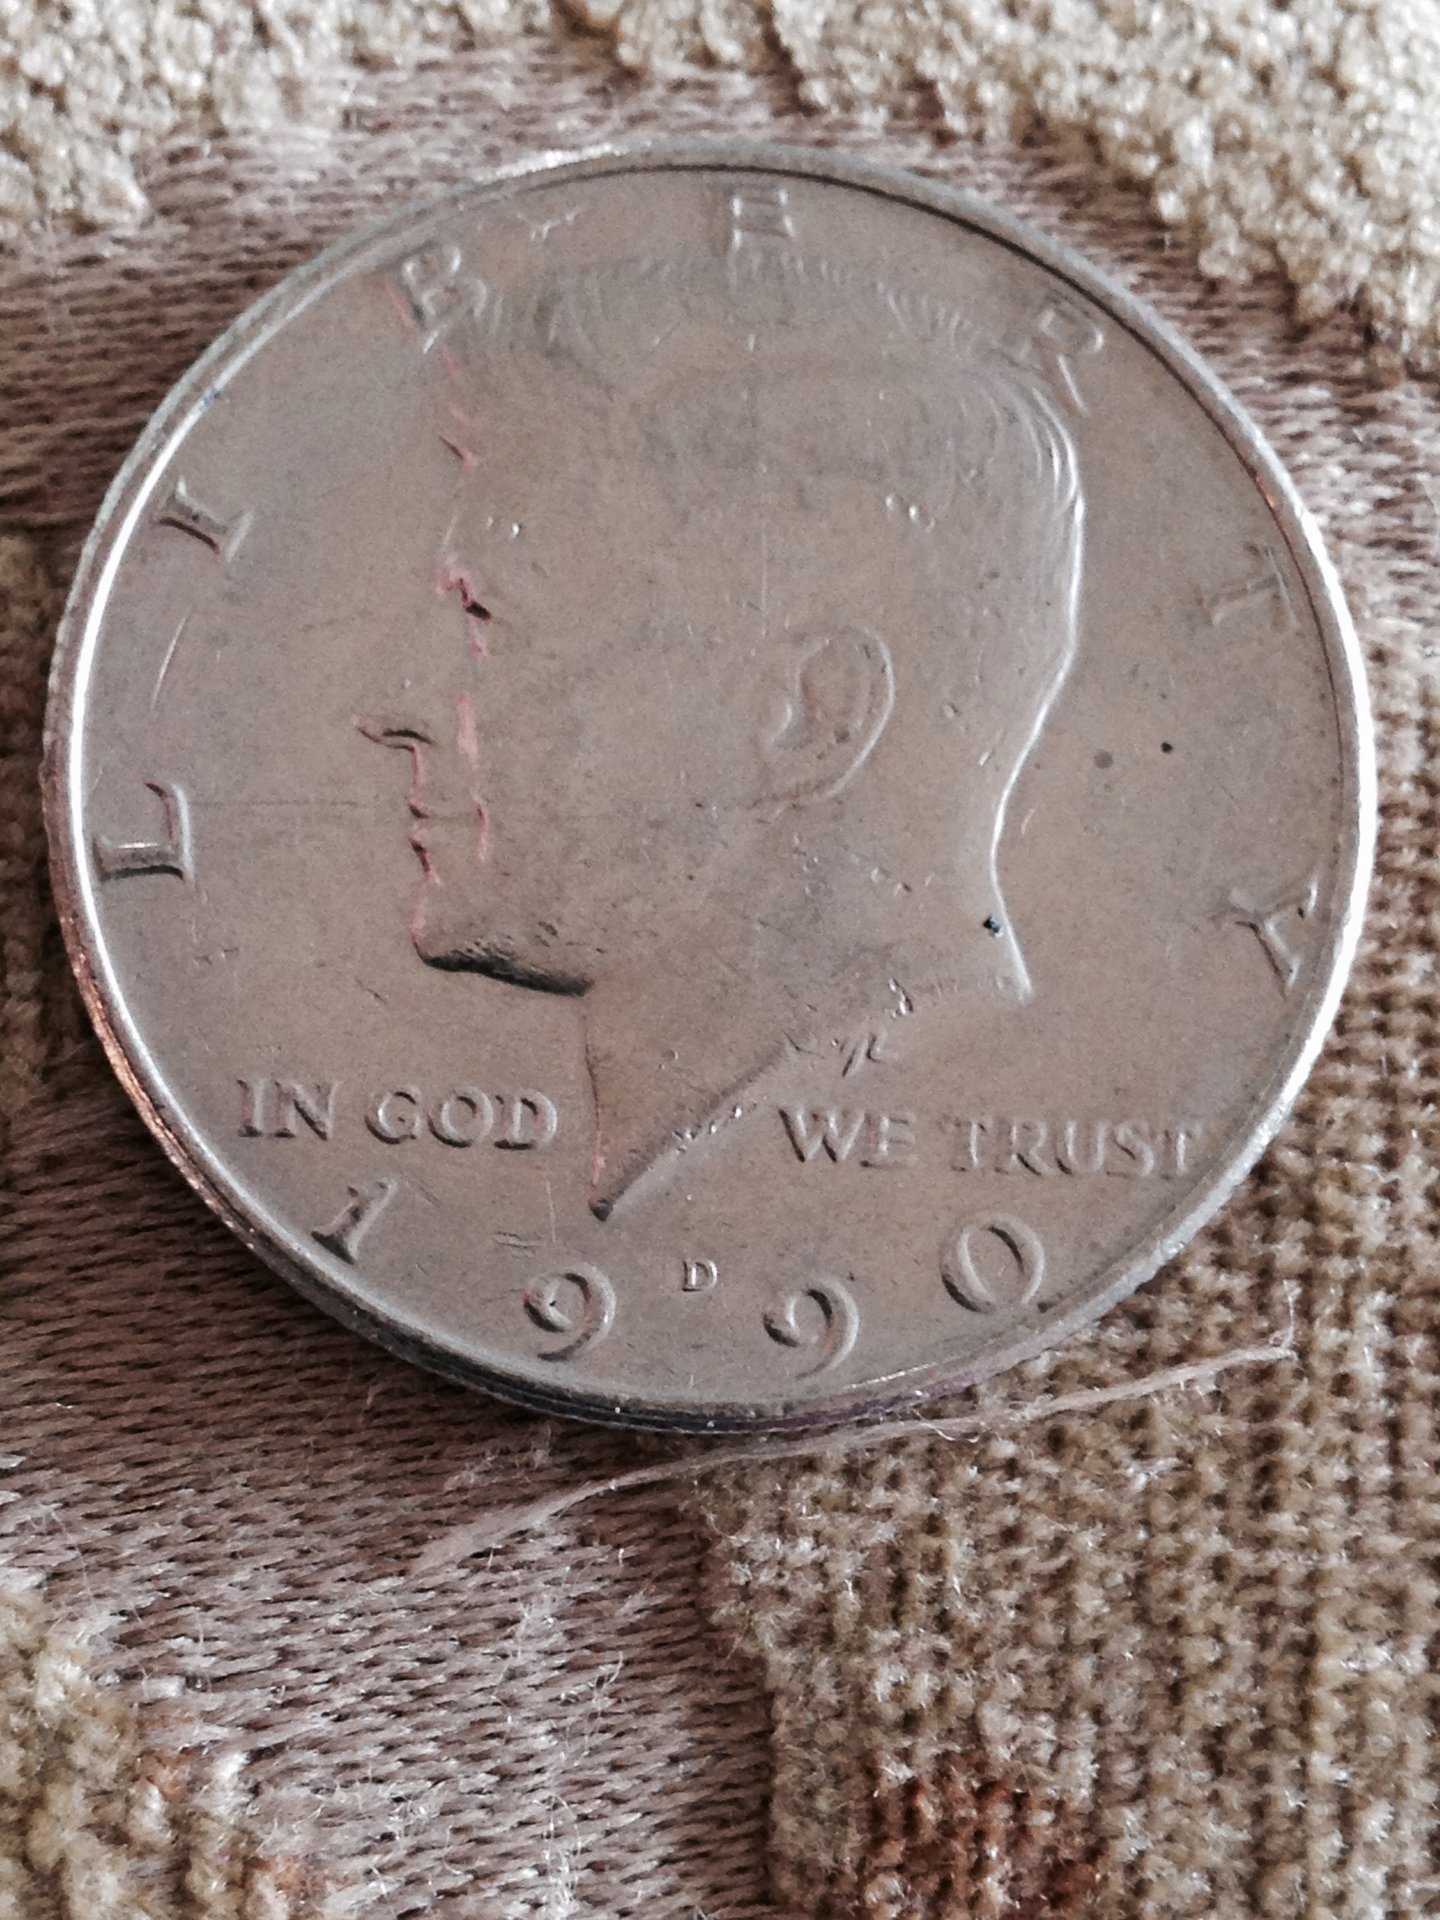 LIBERTY
IN GOD WE TRUST
D
1990